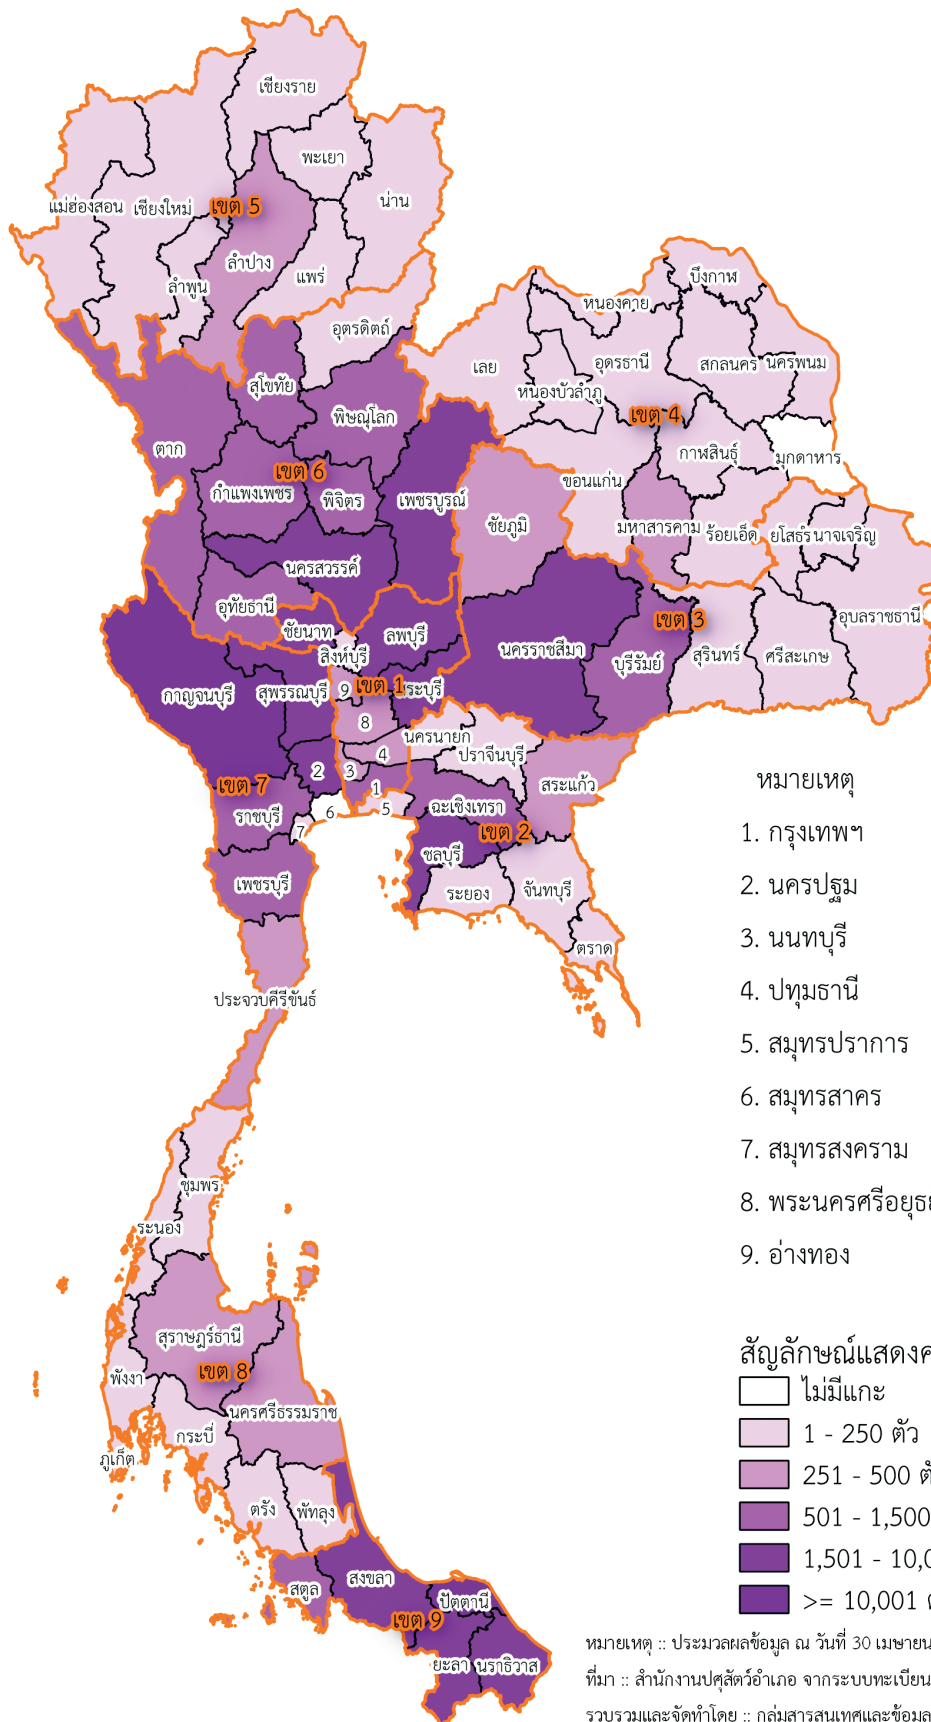 เชียงราย
พะเยา
แม่ฮ่องสอน
เชียงใหม่
เขต 5
น่าน
ลำปาง
ลำพูน
แพร่
อุตรดิตถ์
บึงกาฬ
หนองคาย
เลย
อุดรธานี
สกลนคร
นครพนม
หนองบัวลำภู
เขต 4
สุโขทัย
พิษณุโลก
ตาก
กาฬสินธุ์
มุกดาหาร
เขต 6
กำแพงเพชร
พิจิตร
เพชรบูรณ์
ขอนแก่น
ชัยภูมิ
มหาสารคาม
ร้อยเอ็ด
ยโสธร
นาจเจริญ
นครสวรรค์
อุทัยธานี
ชัยนาท
ลพบุรี
เขต 3
อุบลราชธานี
สิงห์บุรี
นครราชสีมา
บุรีรัมย์
สุรินทร์
ศรีสะเกษ
กาญจนบุรี
สุพรรณบุรี
9
เขต 1
ระบุรี
8
นครนายก
ปราจีนบุรี
4
2
3
สระแก้ว
เขต 7
1
ราชบุรี
6
5
ฉะเชิงเทรา
7
เขต 2
ชลบุรี
เพชรบุรี
ระยอง
จันทบุรี
ตราด
ประจวบคีรีขันธ์
ชุมพร
ระนอง
สุราษฎร์ธานี
พังงา
เขต 8
นครศรีธรรมราช
กระบี่
ภูเก็ต
ตรัง
พัทลุง
สตูล
สงขลา
ปัตตานี
เขต 9
ยะลา
นราธิวาส
หมายเหตุ
1. กรุงเทพฯ
2. นครปฐม
3. นนทบุรี
4. ปทุมธานี
5. สมุทรปราการ
6. สมุทรสาคร
7. สมุทรสงคราม
8. พระนครศรีอยุธย
9. อ่างทอง
สัญลักษณ์แสดงค
ไม่มีแกะ
1 - 250 ตัว
251 - 500 ตั
501 - 1,500
1,501 - 10,0
>= 10,001 ต
หมายเหตุ :: ประมวลผลข้อมูล ณ วันที่ 30 เมษายน
ที่มา :: สำนักงานปศุสัตว์อำเภอ จากระบบทะเบียน
รวบรวมและจัดทำโดย :: กลุ่มสารสนเทศและข้อมูล